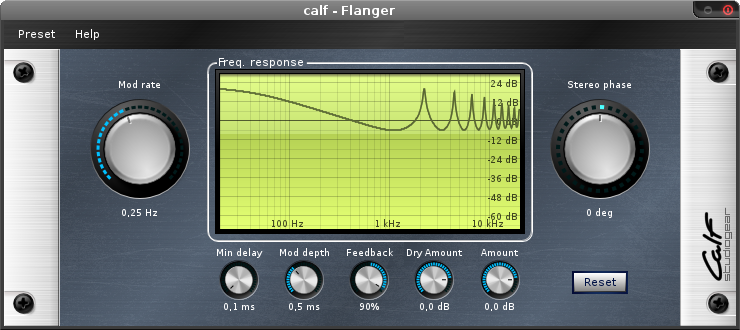 calf - Flanger
Preset Help
Freq. response
Mod rate
Stereo phase
24 dB
12 dB
-12 dB
-24 dB
-36 dB
-48 dB
-60 dB
100 Hz 1 kHz 10 kHz
0,25 Hz
0 deg
Min delay Mod depth Feedback Dry Amount Amount
0,1 ms 0,5 ms 90% 0,0 dB 0,0 dB
Reset
Calf
studiogear